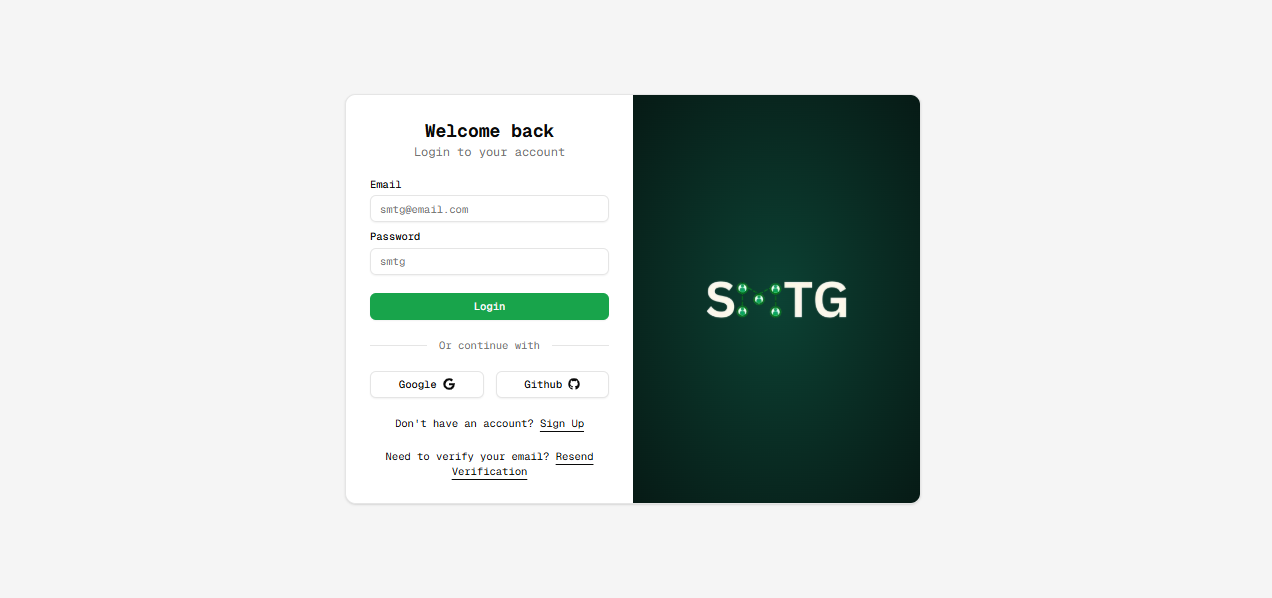 Welcome back
Login to your account
Email
smtg@email.com
Password
smtg
Login
Or continue with
Google
Github
Don't have an account? Sign Up
Need to verify your email? Resend
Verification
SMTG